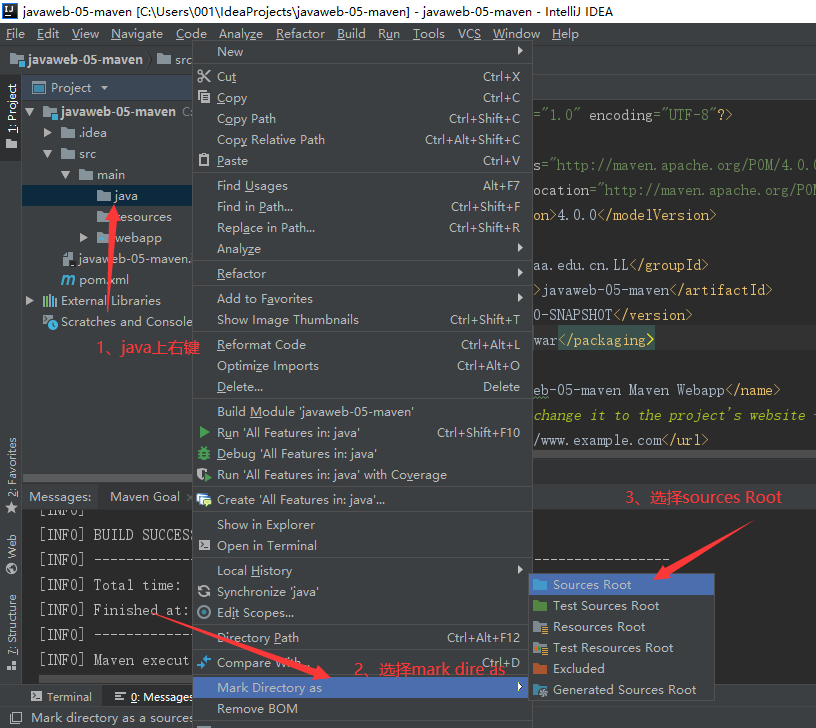 javaweb-05-maven [C:\Users\001\IdeaProjects\javaweb-05-maven] - javaweb-05-maven - IntelliJ IDEA
File Edit View Navigate Code Analyze Refactor Build Run Tools VCS Window Help
javaweb-05-maven src
1: Project
2: Favorites
Web
7: Structure
Project
javaweb-05-maven
.idea
src
main
java
resources
webapp
javaweb-05-maven.
pom.xml
External Libraries
Scratches and Console
1、java上右键
New
Cut Ctrl+X
Copy Ctrl+C
Copy Path Ctrl+Shift+C
Copy Relative Path Ctrl+Alt+Shift+C
Paste Ctrl+V
Find Usages Alt+F7
Find in Path... Ctrl+Shift+F
Replace in Path... Ctrl+Shift+R
Analyze
Refactor
Add to Favorites
Show Image Thumbnails Ctrl+Shift+T
Reformat Code Ctrl+Alt+L
Optimize Imports Ctrl+Alt+O
Delete... Delete
Build Module 'javaweb-05-maven'
Run 'All Features in: java' Ctrl+Shift+F10
Debug 'All Features in: java'
Run 'All Features in: java' with Coverage
Create 'All Features in: java'...
Show in Explorer
Open in Terminal
Local History
Synchronize 'java'
Edit Scopes...
Directory Path Ctrl+Alt+F12
Compare With... Ctrl+D
2、选择mark dire as
Mark Directory as
Remove BOM
="1.0" encoding="UTF-8"?>
s="http://maven.apache.org/POM/4.0.0
ocation="http://maven.apache.org/POM
on>4.0.0</modelVersion>
aa.edu.cn.LL</groupId>
>javaweb-05-maven</artifactId>
0-SNAPSHOT</version>
war</packaging>
eb-05-maven Maven Webapp</name>
change it to the project's website -
/www.example.com</url>
3、选择sources Root
Sources Root
Test Sources Root
Resources Root
Test Resources Root
Excluded
Generated Sources Root
Messages: Maven Goal
[INFO]
[INFO] BUILD SUCCESS
[INFO] ----------
[INFO] Total time:
[INFO] Finished at:
[INFO] ----------
[INFO] Maven execut
Terminal 0: Messages
Mark directory as a sources